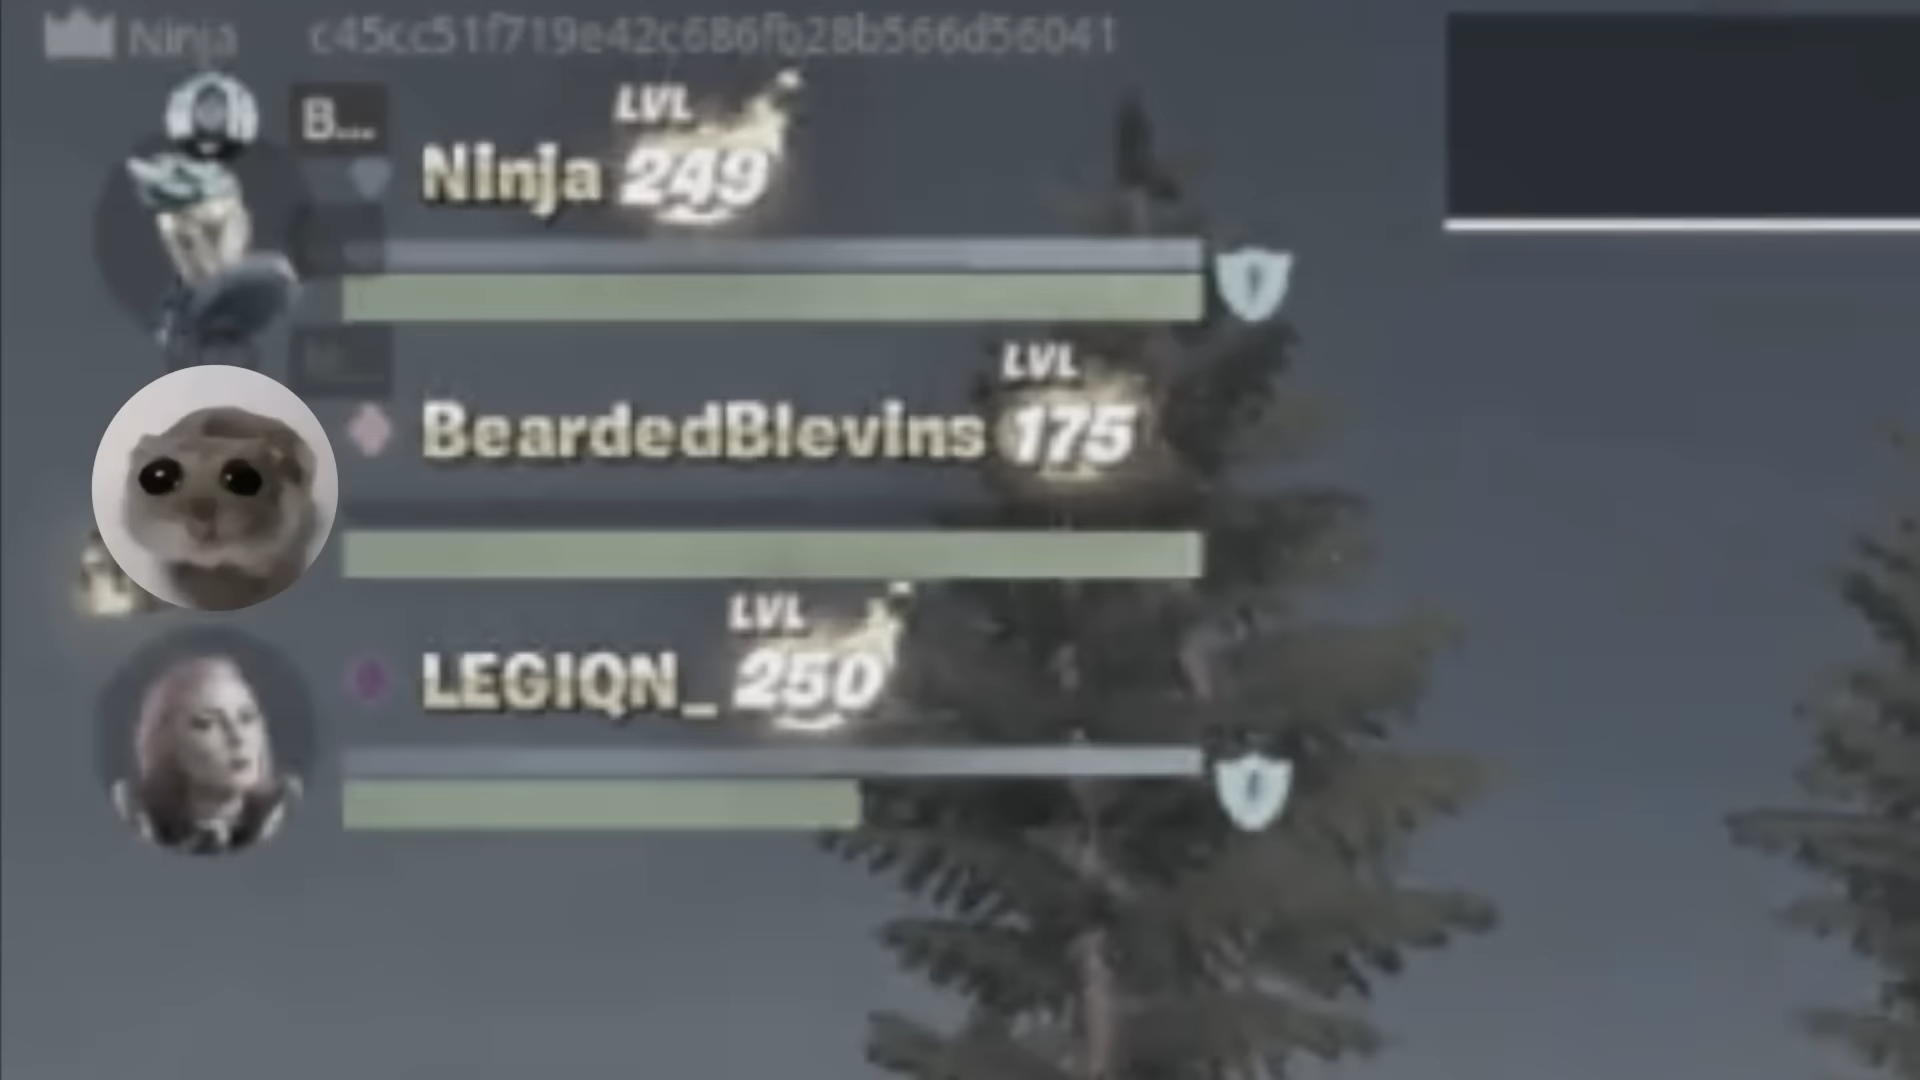 Ninja c45cc51f719e42c686fb28b566d56041
B...
LVL
Ninja 249
LVL
BeardedBlevins 175
LVL
LEGIQN_ 250